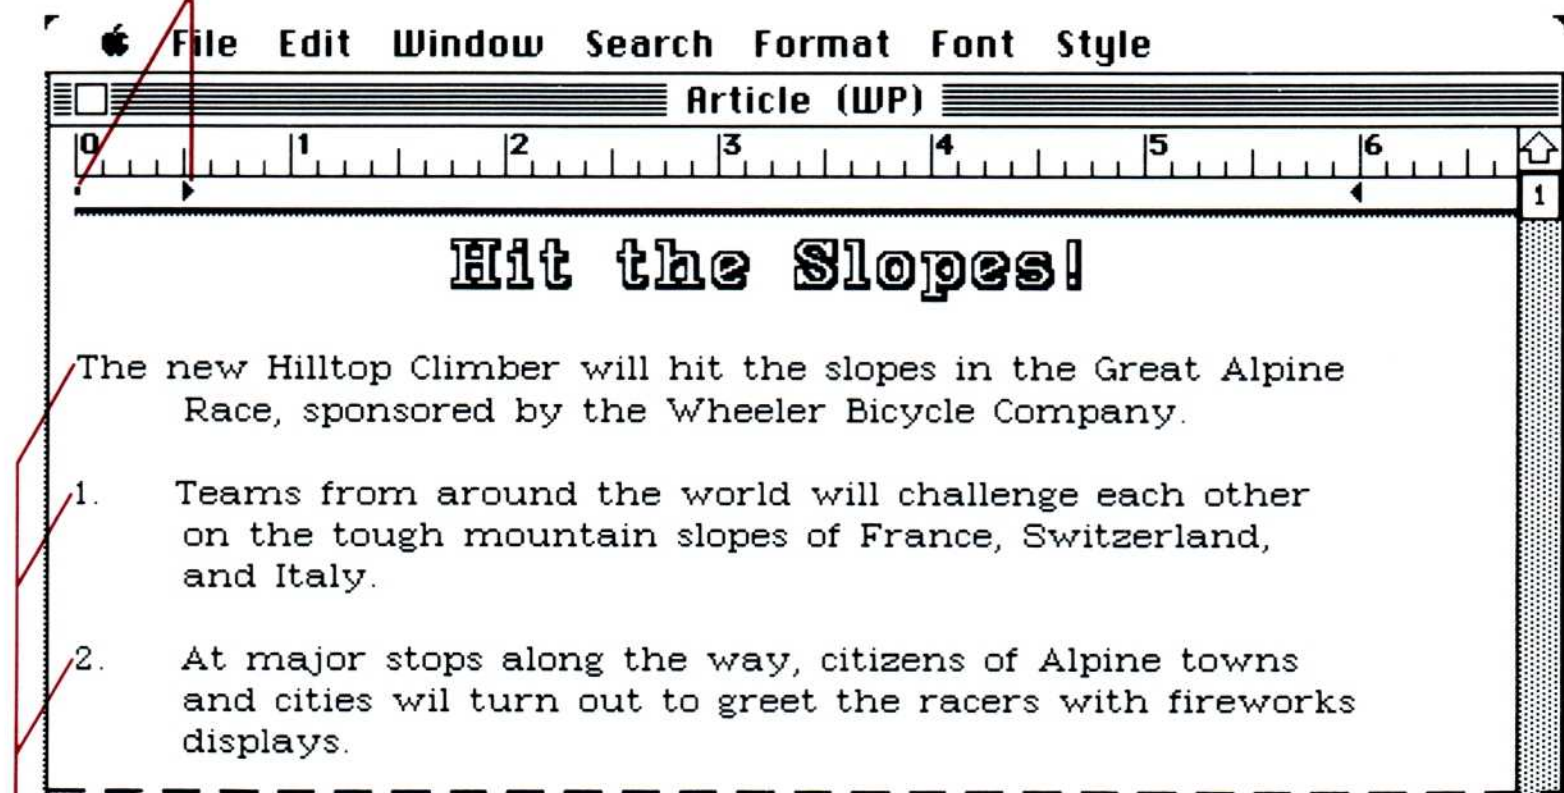 File Edit Window Search Format Font Style
Article (WP)
0 1 2 3 4 5 6
1
Hit the Slopes!
The new Hilltop Climber will hit the slopes in the Great Alpine
Race, sponsored by the Wheeler Bicycle Company.
1. Teams from around the world will challenge each other
on the tough mountain slopes of France, Switzerland,
and Italy.
2. At major stops along the way, citizens of Alpine towns
and cities wil turn out to greet the racers with fireworks
displays.